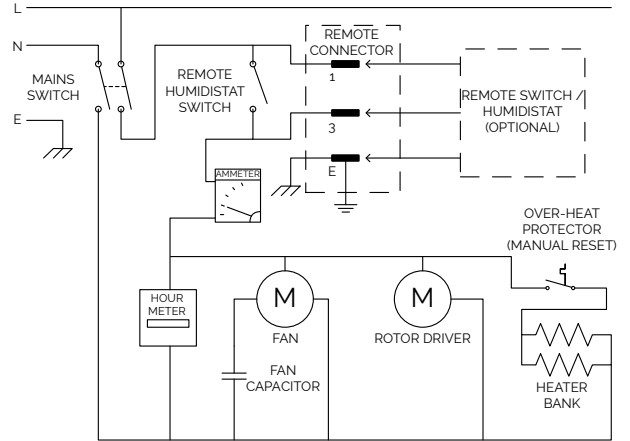 L
N
E
MAINS
SWITCH
REMOTE
HUMIDISTAT
SWITCH
REMOTE
CONNECTOR
1
3
E
REMOTE SWITCH /
HUMIDISTAT
(OPTIONAL)
AMMETER
OVER-HEAT
PROTECTOR
(MANUAL RESET)
HOUR
METER
M
FAN
M
ROTOR DRIVER
FAN
CAPACITOR
HEATER
BANK